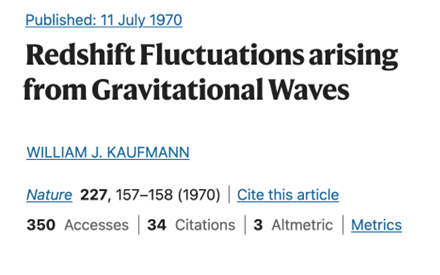 Published: 11 July 1970
Redshift Fluctuations arising
from Gravitational Waves
WILLIAM J. KAUFMANN
Nature 227, 157–158 (1970) | Cite this article
350 Accesses | 34 Citations | 3 Altmetric | Metrics